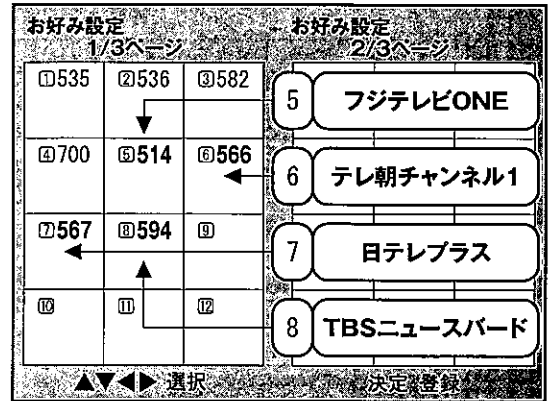 お好み設定
1/3ページ
①535 ②536 ③582
④700 ⑤514 ⑥566
⑦567 ⑧594 ⑨
⑩ ⑪ ⑫
お好み設定
2/3ページ
5 フジテレビONE
6 テレ朝チャンネル1
7 日テレプラス
8 TBSニュースバード
▲▼◀▶ 選択
決定 登録